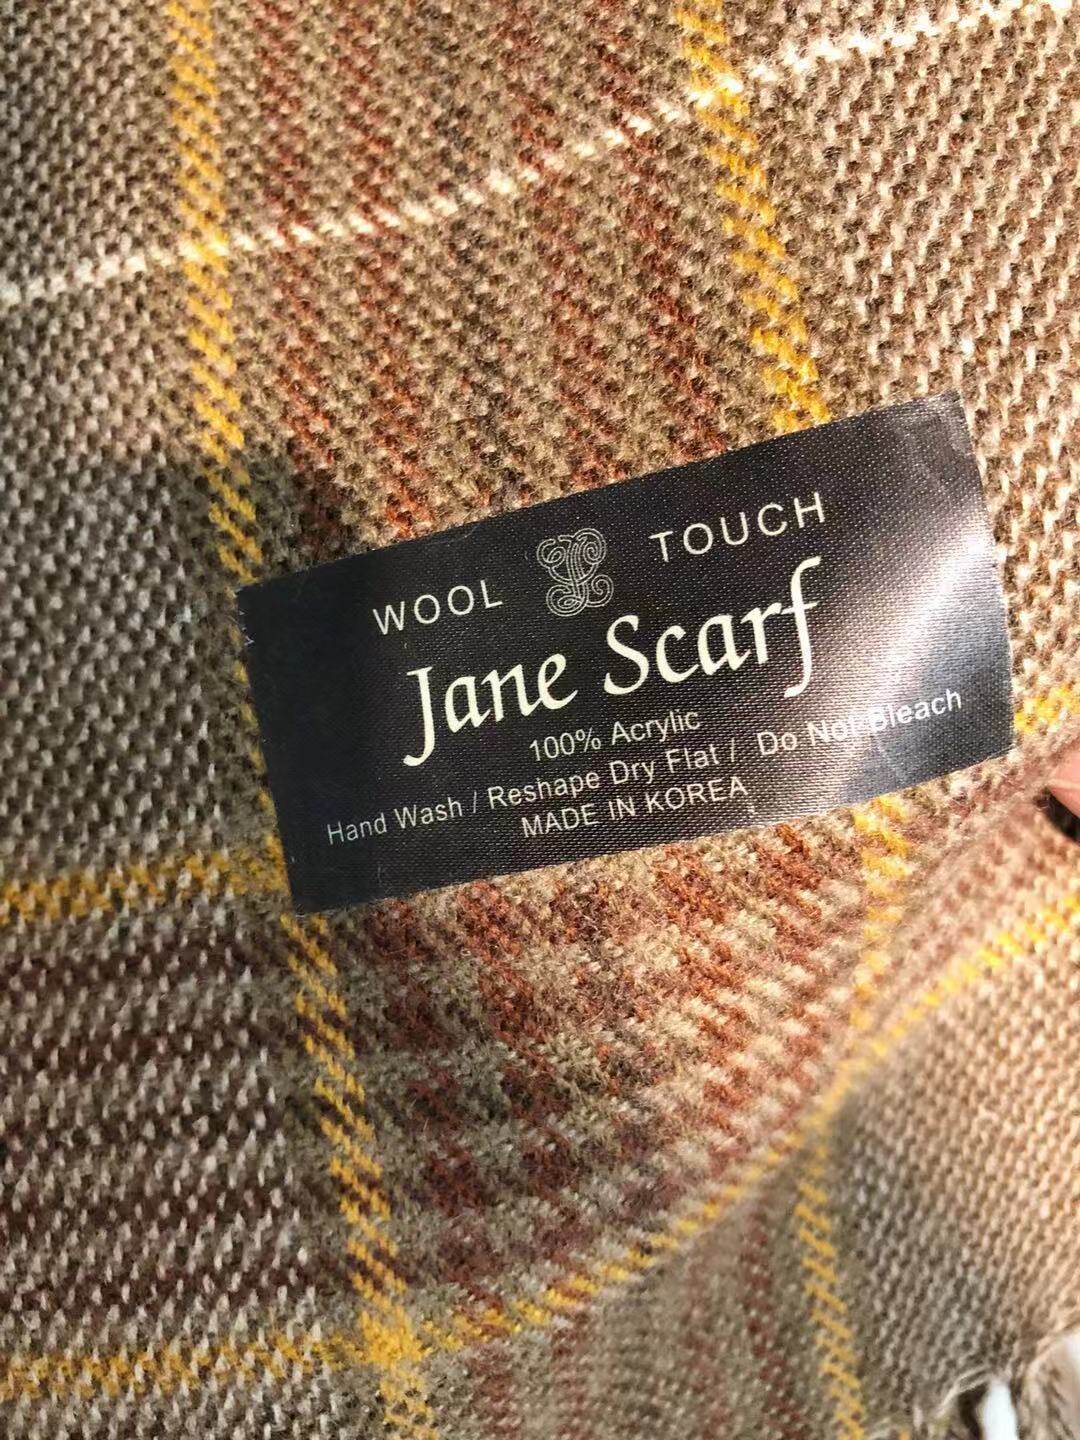 WOOL TOUCH
Jane Scarf
100% Acrylic
Hand Wash / Reshape Dry Flat / Do Not Bleach
MADE IN KOREA